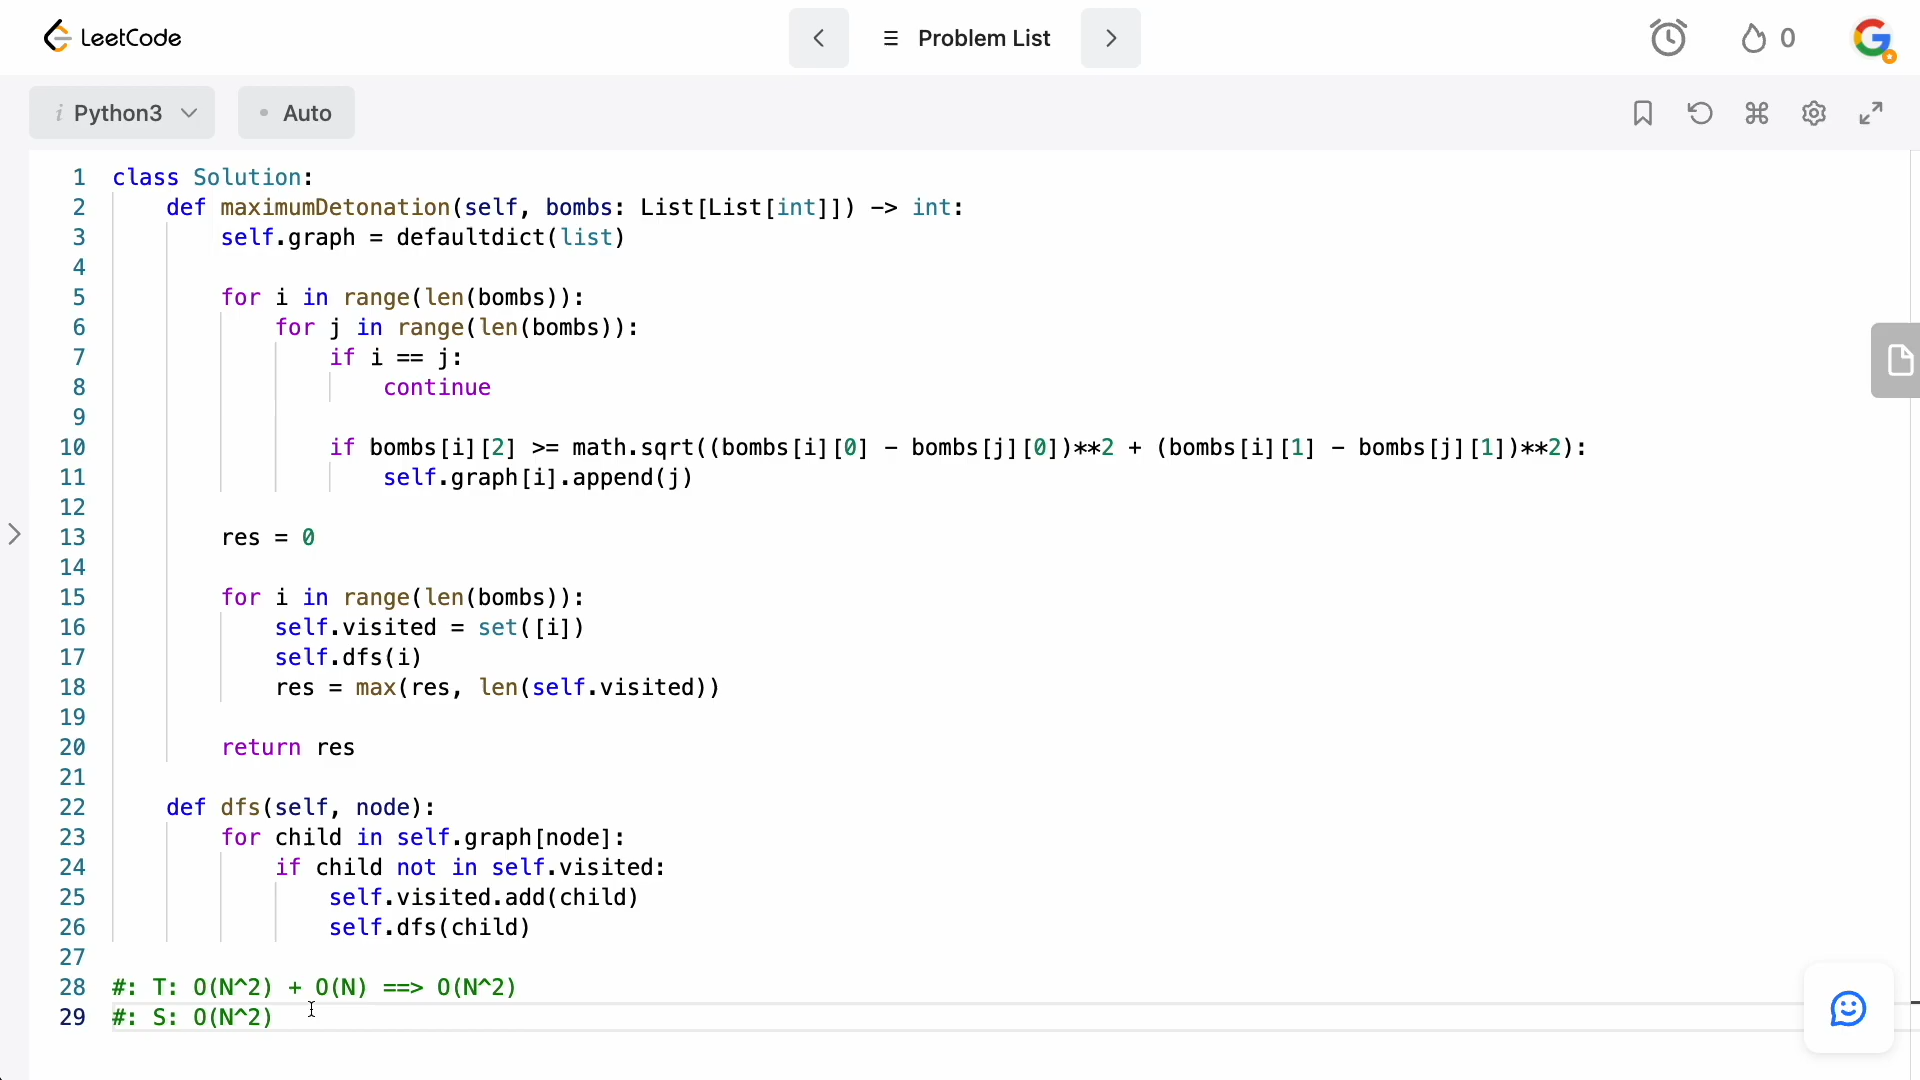 LeetCode
Problem List
0
Python3
Auto
1 class Solution:
2 def maximumDetonation(self, bombs: List[List[int]]) -> int:
3 self.graph = defaultdict(list)
4
5 for i in range(len(bombs)):
6 for j in range(len(bombs)):
7 if i == j:
8 continue
9
10 if bombs[i][2] >= math.sqrt((bombs[i][0] - bombs[j][0])**2 + (bombs[i][1] - bombs[j][1])**2):
11 self.graph[i].append(j)
12
13 res = 0
14
15 for i in range(len(bombs)):
16 self.visited = set([i])
17 self.dfs(i)
18 res = max(res, len(self.visited))
19
20 return res
21
22 def dfs(self, node):
23 for child in self.graph[node]:
24 if child not in self.visited:
25 self.visited.add(child)
26 self.dfs(child)
27
28 #: T: O(N^2) + O(N) ==> O(N^2)
29 #: S: O(N^2)